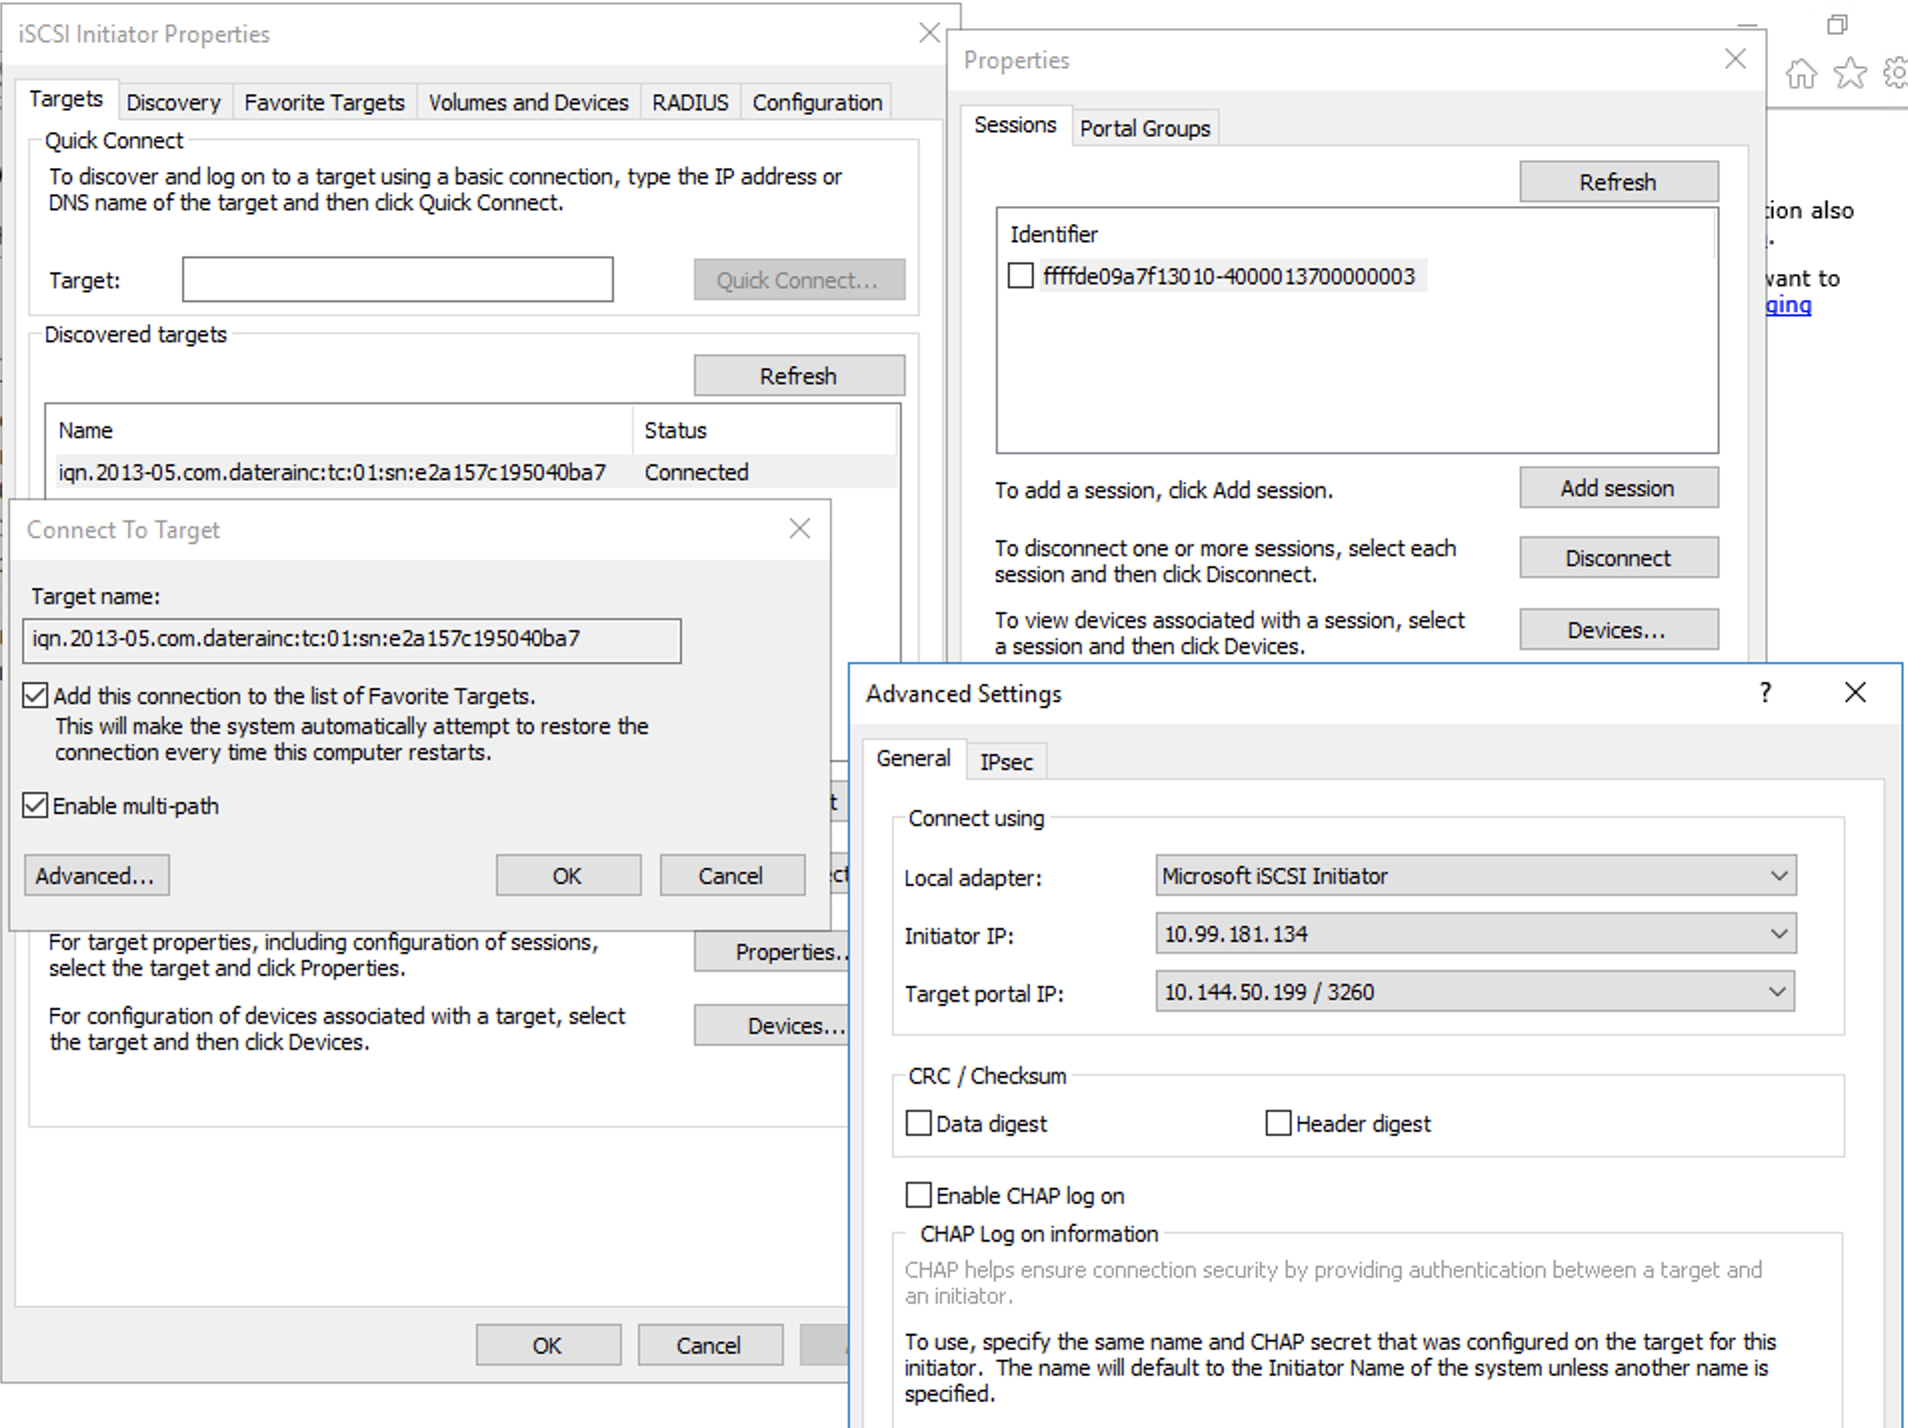 iSCSI Initiator Properties
Targets
Discovery
Favorite Targets
Volumes and Devices
RADIUS
Configuration
Quick Connect
To discover and log on to a target using a basic connection, type the IP address or
DNS name of the target and then click Quick Connect.
Target:
Quick Connect...
Discovered targets
Refresh
Name
Status
iqn.2013-05.com.daterainc:tc:01:sn:e2a157c195040ba7
Connected
Connect To Target
Target name:
iqn.2013-05.com.daterainc:tc:01:sn:e2a157c195040ba7
Add this connection to the list of Favorite Targets.
This will make the system automatically attempt to restore the
connection every time this computer restarts.
Enable multi-path
Advanced...
OK
Cancel
For target properties, including configuration of sessions,
select the target and click Properties.
Properties..
For configuration of devices associated with a target, select
the target and then click Devices.
Devices...
OK
Cancel
Properties
Sessions
Portal Groups
Refresh
Identifier
ffffde09a7f13010-4000013700000003
To add a session, click Add session.
Add session
To disconnect one or more sessions, select each
session and then click Disconnect.
Disconnect
To view devices associated with a session, select
a session and then click Devices.
Devices...
also
to
Advanced Settings
?
General
IPsec
Connect using
Local adapter:
Microsoft iSCSI Initiator
Initiator IP:
10.99.181.134
Target portal IP:
10.144.50.199 / 3260
CRC / Checksum
Data digest
Header digest
Enable CHAP log on
CHAP Log on information
CHAP helps ensure connection security by providing authentication between a target and
an initiator.
To use, specify the same name and CHAP secret that was configured on the target for this
initiator. The name will default to the Initiator Name of the system unless another name is
specified.